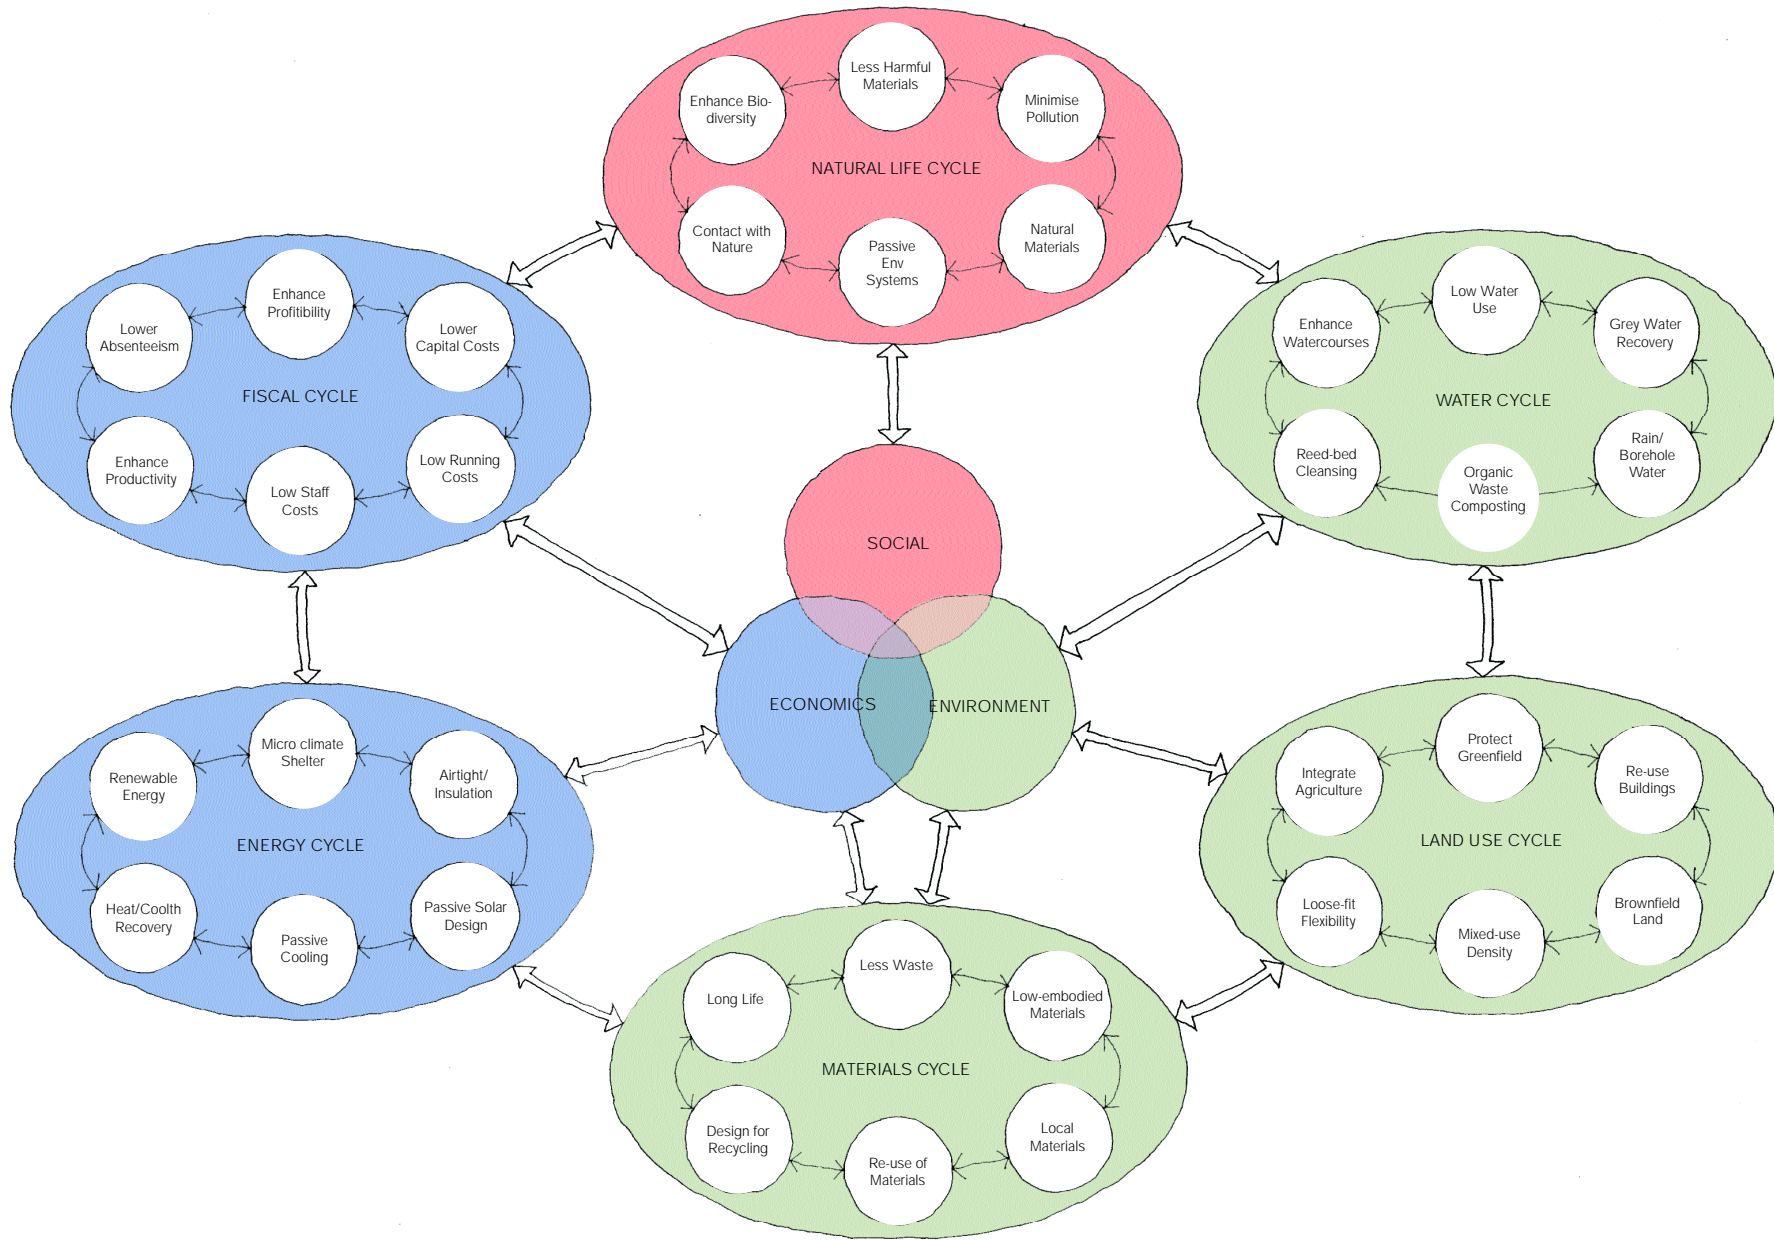 Less Harmful
Materials
Enhance Bio-
diversity
Minimise
Pollution
NATURAL LIFE CYCLE
Contact with
Nature
Passive
Env
Systems
Natural
Materials
Enhance
Profitibility
Lower
Absenteeism
Lower
Capital Costs
FISCAL CYCLE
Enhance
Productivity
Low Staff
Costs
Low Running
Costs
Low Water
Use
Enhance
Watercourses
Grey Water
Recovery
WATER CYCLE
Reed-bed
Cleansing
Organic
Waste
Composting
Rain/
Borehole
Water
SOCIAL
ECONOMICS
ENVIRONMENT
Micro climate
Shelter
Renewable
Energy
Airtight/
Insulation
ENERGY CYCLE
Heat/Coolth
Recovery
Passive
Cooling
Passive Solar
Design
Protect
Greenfield
Integrate
Agriculture
Re-use
Buildings
LAND USE CYCLE
Loose-fit
Flexibility
Mixed-use
Density
Brownfield
Land
Less Waste
Long Life
Low-embodied
Materials
MATERIALS CYCLE
Design for
Recycling
Re-use of
Materials
Local
Materials